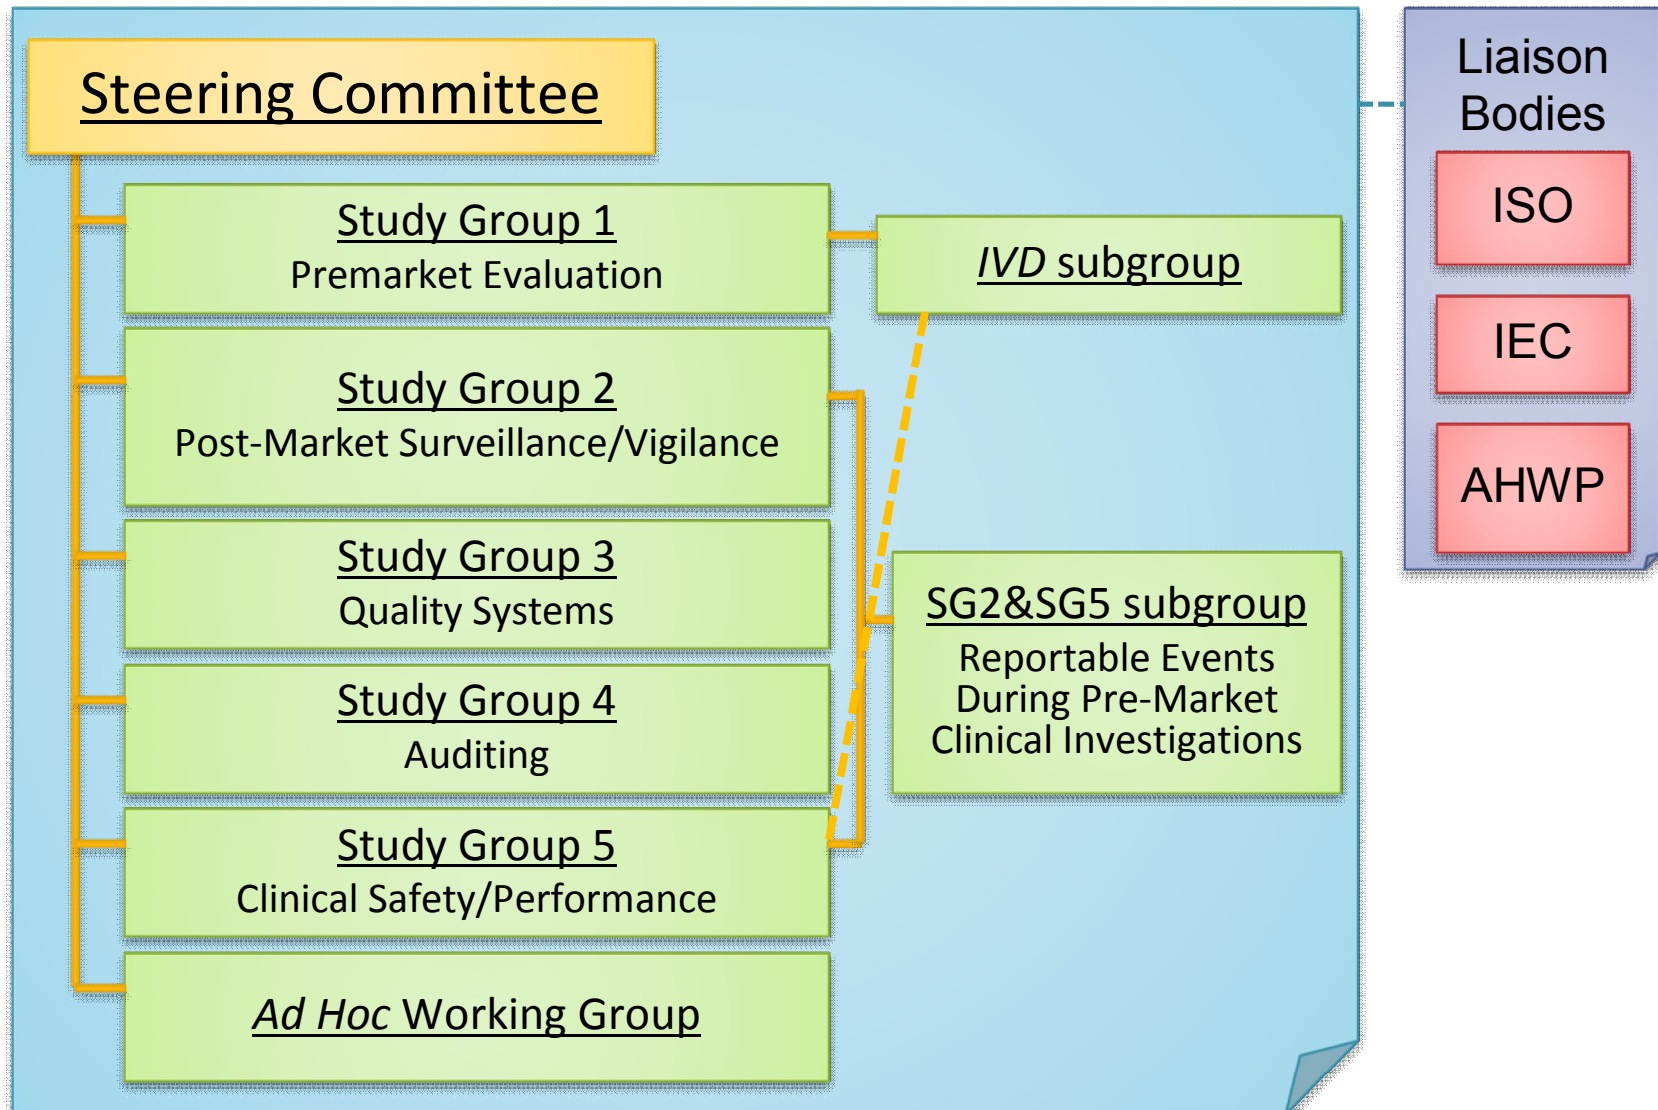 Steering Committee
Study Group 1
Premarket Evaluation
IVD subgroup
Study Group 2
Post-Market Surveillance/Vigilance
Study Group 3
Quality Systems
SG2&SG5 subgroup
Reportable Events
During Pre-Market
Clinical Investigations
Study Group 4
Auditing
Study Group 5
Clinical Safety/Performance
Ad Hoc Working Group
Liaison
Bodies
ISO
IEC
AHWP